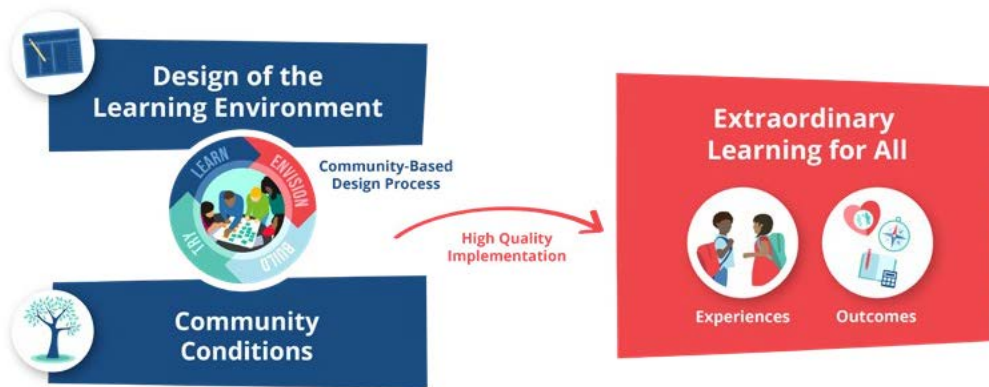 Design of the
Learning Environment
LEARN
ENVISION
BUILD
TRY
Community-Based
Design Process
Community
Conditions
High Quality
Implementation
Extraordinary
Learning for All
Experiences
Outcomes